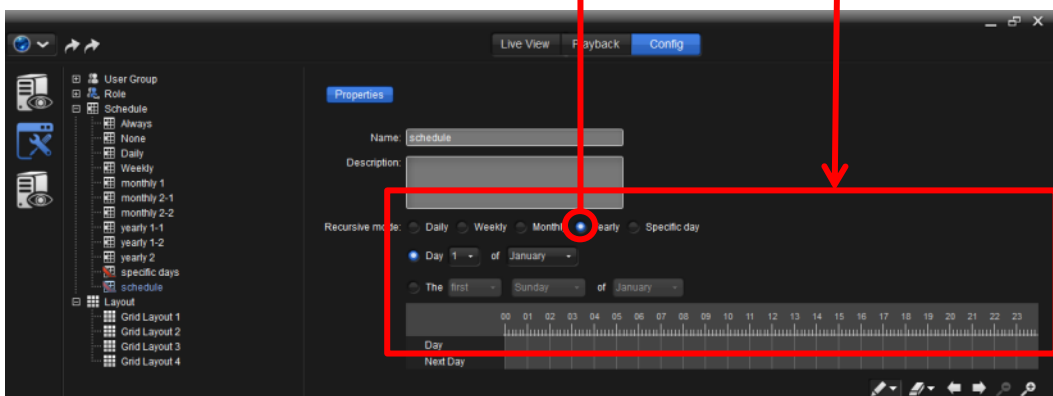 Live View Playback Config
User Group
Role
Schedule
Always
None
Daily
Weekly
monthly 1
monthly 2-1
monthly 2-2
yearly 1-1
yearly 1-2
yearly 2
specific days
schedule
Layout
Grid Layout 1
Grid Layout 2
Grid Layout 3
Grid Layout 4
Properties
Name: schedule
Description:
Recursive mode: Daily Weekly Monthly Yearly Specific day
Day 1 of January
The first Sunday of January
00 01 02 03 04 05 06 07 08 09 10 11 12 13 14 15 16 17 18 19 20 21 22 23
Day
Next Day